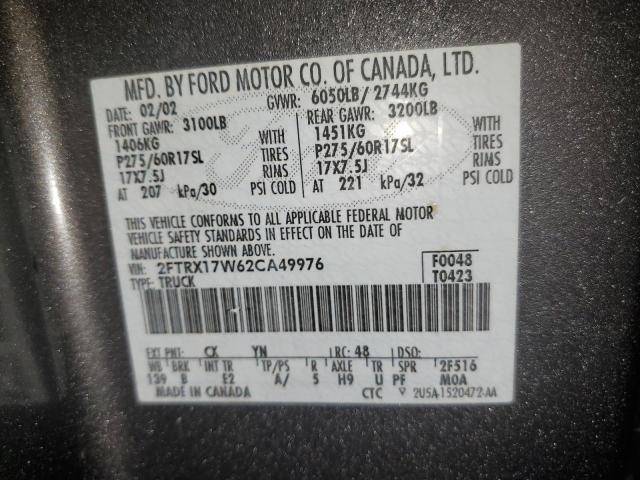 MFD. BY FORD MOTOR CO. OF CANADA, LTD.
DATE: 02/02 GVWR: 6050LB/ 2744KG
FRONT GAWR: 3100LB REAR GAWR: 3200LB
1406KG WITH 1451KG WITH
P275/60R17SL TIRES P275/60R17SL TIRES
17X7.5J RIMS 17X7.5J RIMS
AT 207 kPa/30 PSI COLD AT 221 kPa/32 PSI COLD
THIS VEHICLE CONFORMS TO ALL APPLICABLE FEDERAL MOTOR
VEHICLE SAFETY STANDARDS IN EFFECT ON THE DATE OF
MANUFACTURE SHOWN ABOVE.
VIN: 2FTRX17W62CA49976 F0048
TYPE: TRUCK T0423
EXT PNT: CX YN RC: 48 DSO:
WB BRK INT TR TP/PS R AXLE TR SPR 2F516
139 B E2 A/ 5 H9 U PF M0A
MADE IN CANADA CTC 2U5A-1520472-AA